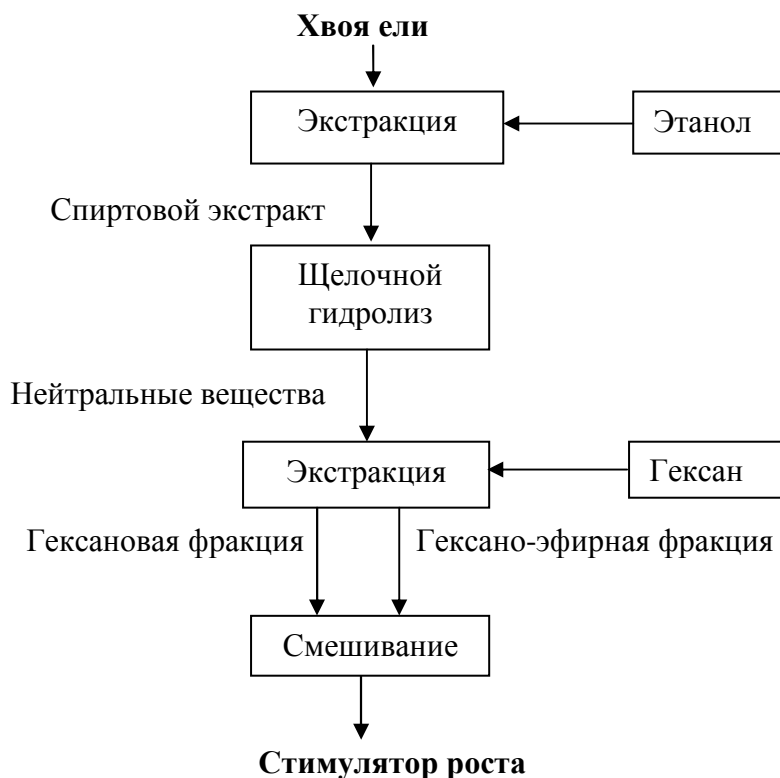 Хвоя ели
Экстракция
Этанол
Спиртовой экстракт
Щелочной
гидролиз
Нейтральные вещества
Экстракция
Гексан
Гексановая фракция
Гексано-эфирная фракция
Смешивание
Стимулятор роста